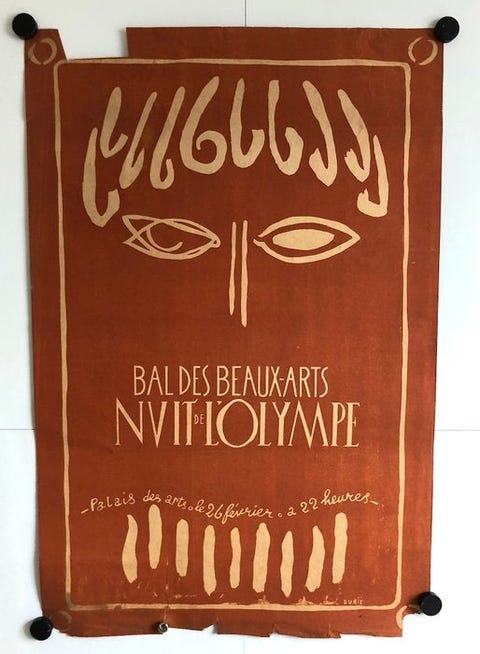 BAL DES BEAUX-ARTS
NVIT DE L'OLYMPE
-Palais des arts. le 26 février. a 22 heures-